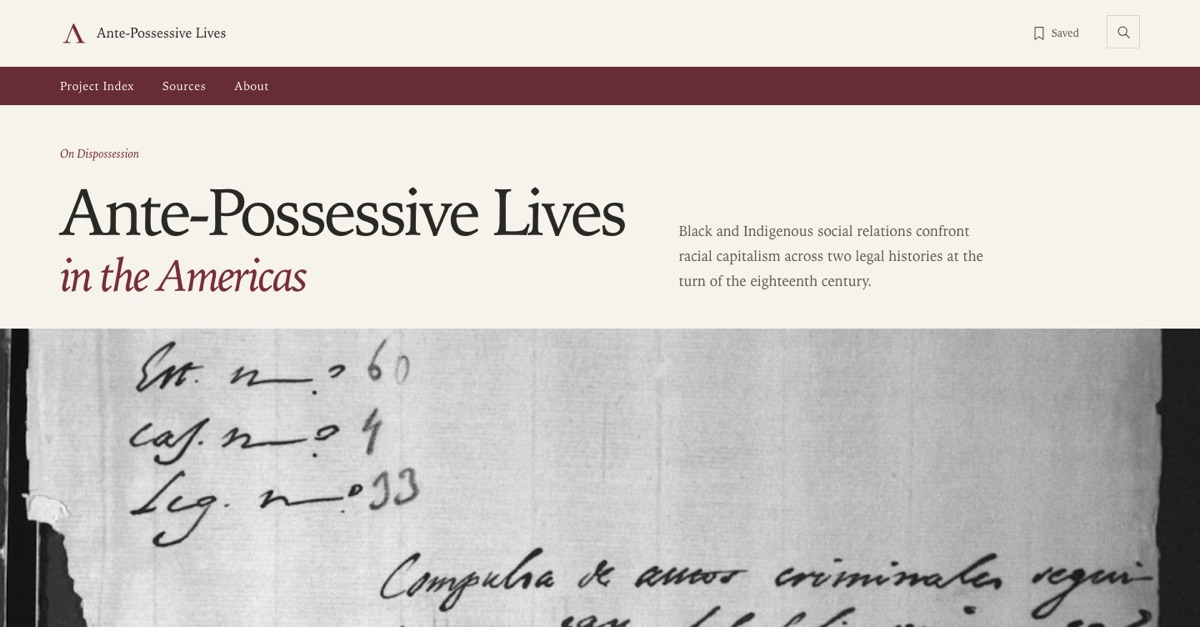 Ante-Possessive Lives
Saved
Project Index
Sources
About
On Dispossession
Ante-Possessive Lives
in the Americas
Black and Indigenous social relations confront
racial capitalism across two legal histories at the
turn of the eighteenth century.
Est. n.º 60
caj. n.º 4
Leg. n.º 33
Compulsa de autos criminales segui-